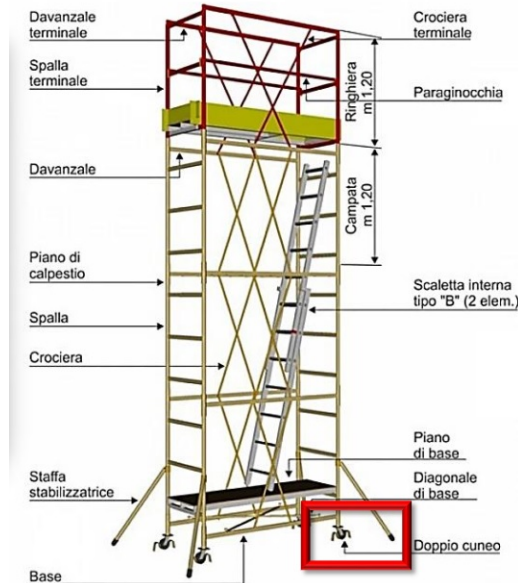 Davanzale
terminale
Spalla
terminale
Davanzale
Piano di
calpestio
Spalla
Crociera
Staffa
stabilizzatrice
Base
Crociera
terminale
Ringhiera
m 1,20
Paraginocchia
Campata
m 1,20
Scaletta interna
tipo "B" (2 elem.)
Piano
di base
Diagonale
di base
Doppio cuneo